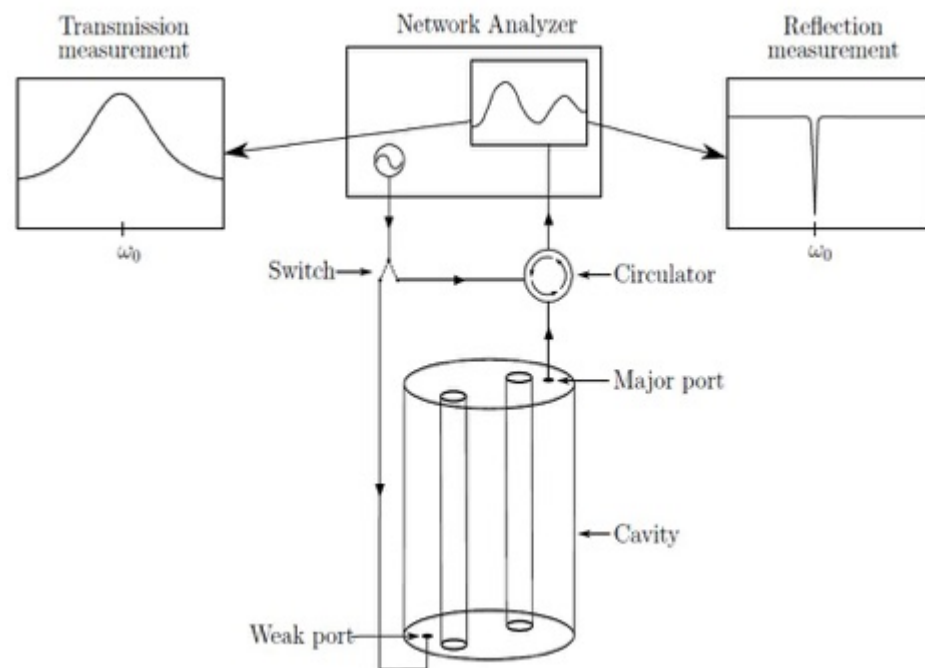 Transmission
measurement
Network Analyzer
Reflection
measurement
ω₀
ω₀
Switch
Circulator
Major port
Cavity
Weak port